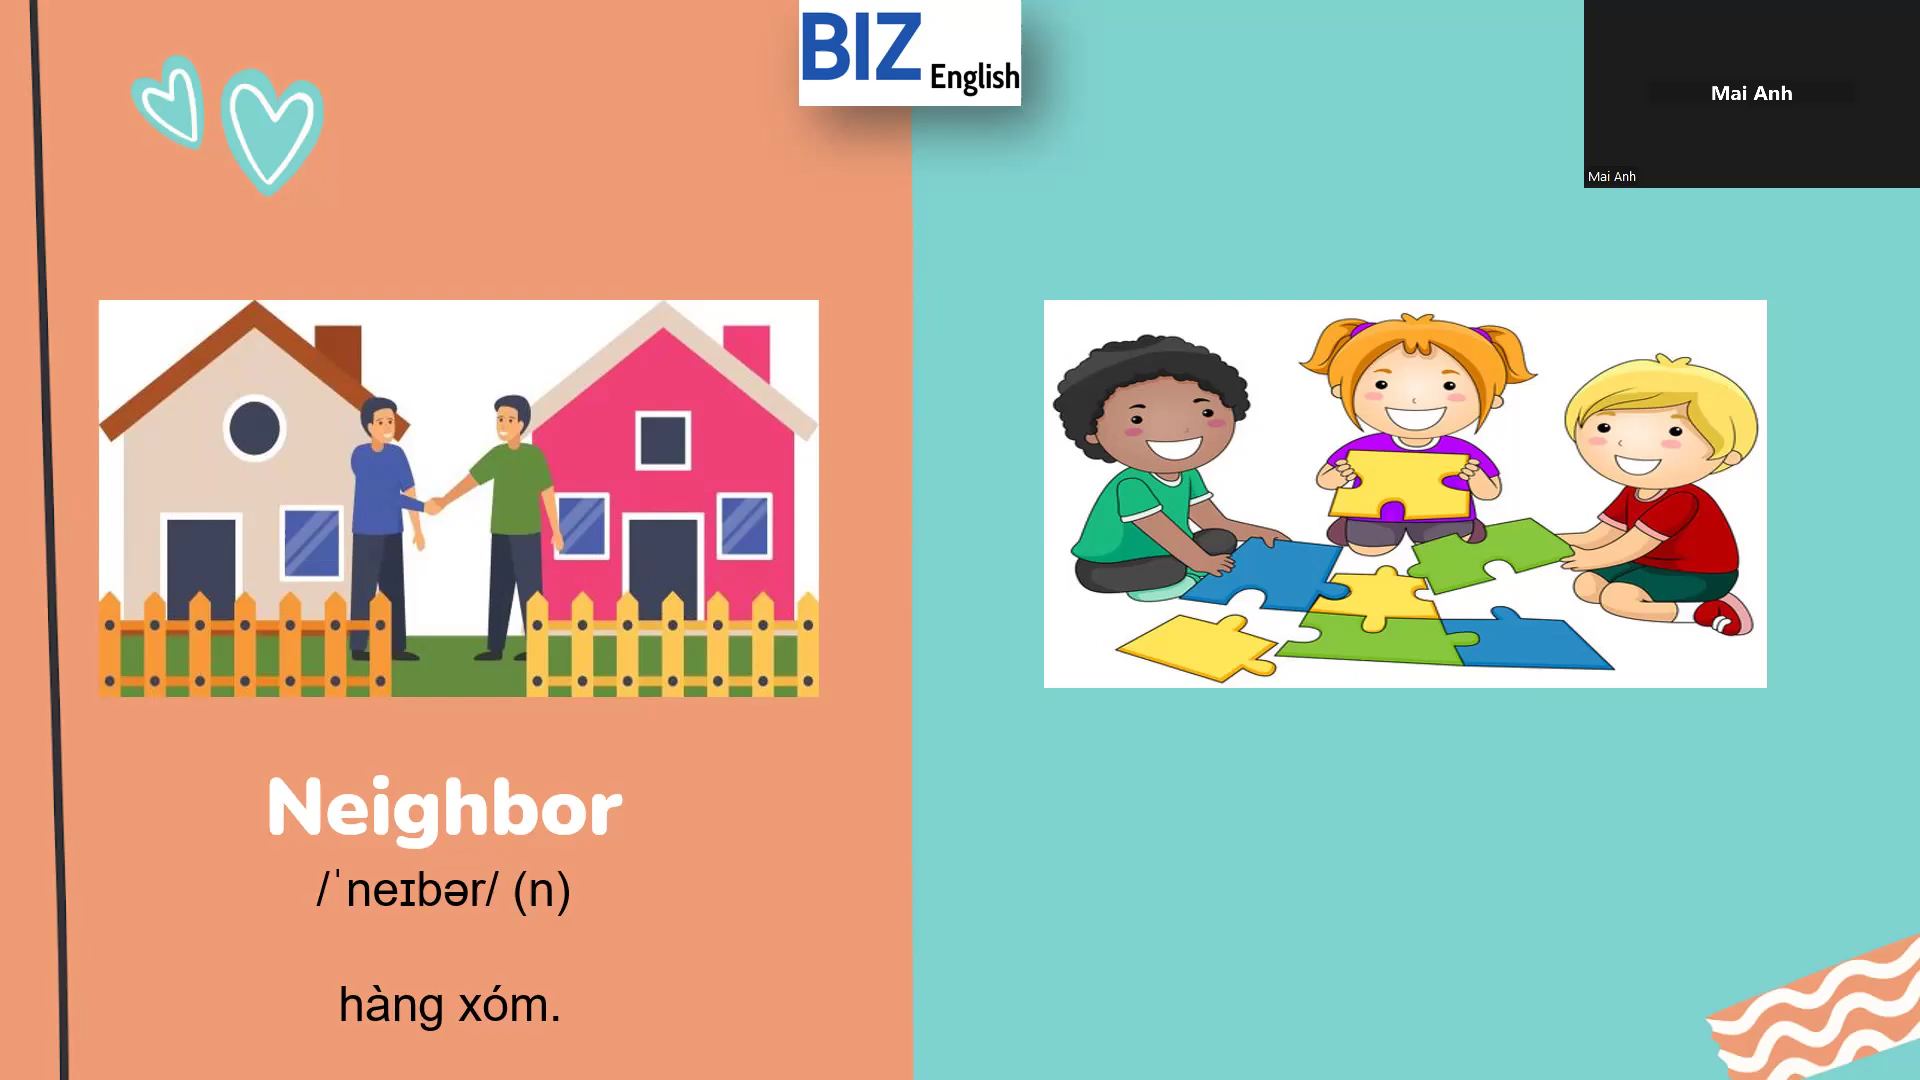 BIZ English
Mai Anh
Mai Anh
Neighbor
/ˈneɪbər/ (n)
hàng xóm.